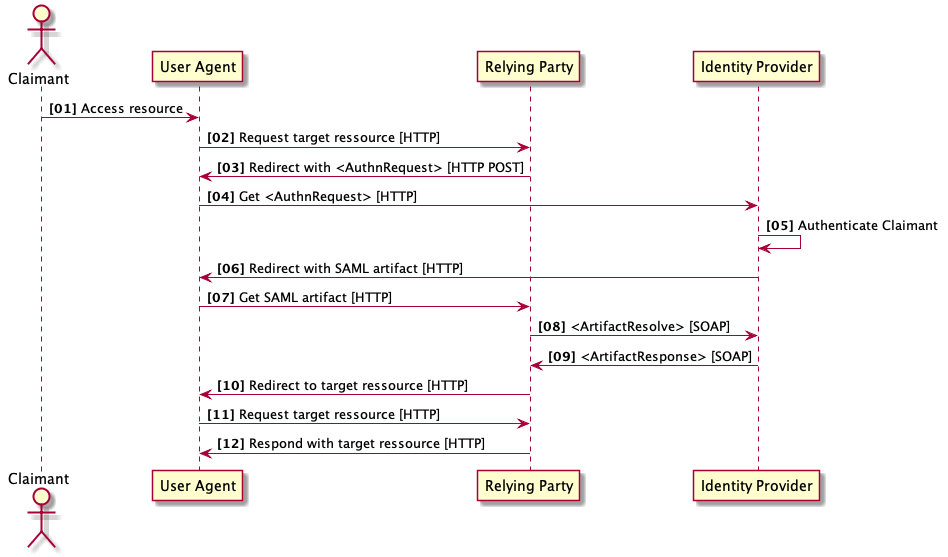 Claimant
User Agent
Relying Party
Identity Provider
[01] Access resource
[02] Request target ressource [HTTP]
[03] Redirect with <AuthnRequest> [HTTP POST]
[04] Get <AuthnRequest> [HTTP]
[05] Authenticate Claimant
[06] Redirect with SAML artifact [HTTP]
[07] Get SAML artifact [HTTP]
[08] <ArtifactResolve> [SOAP]
[09] <ArtifactResponse> [SOAP]
[10] Redirect to target ressource [HTTP]
[11] Request target ressource [HTTP]
[12] Respond with target ressource [HTTP]
Claimant
User Agent
Relying Party
Identity Provider